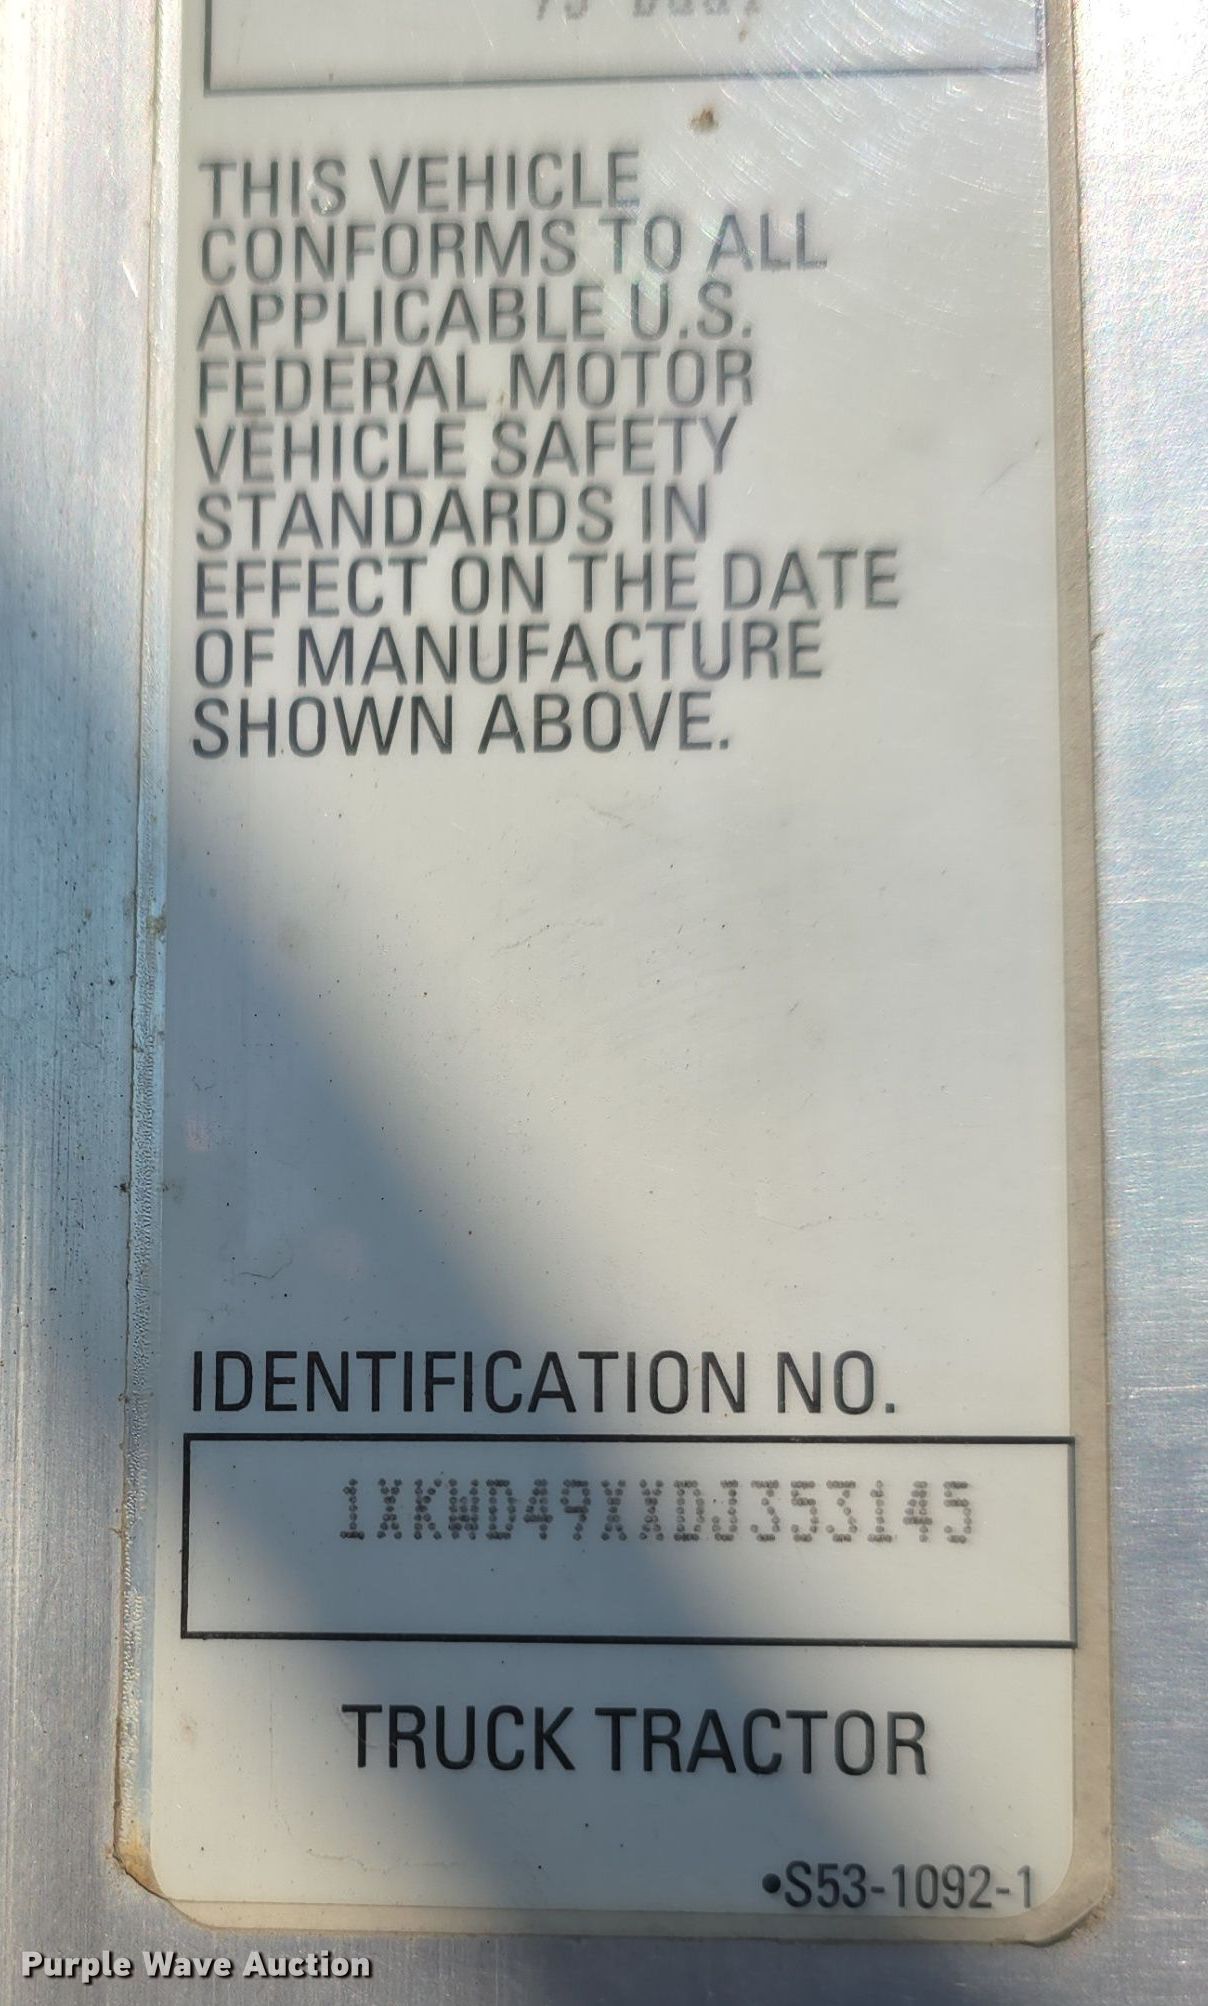 THIS VEHICLE
CONFORMS TO ALL
APPLICABLE U.S.
FEDERAL MOTOR
VEHICLE SAFETY
STANDARDS IN
EFFECT ON THE DATE
OF MANUFACTURE
SHOWN ABOVE.
IDENTIFICATION NO.
1XKWD49XXDJ353145
TRUCK TRACTOR
•S53-1092-1
Purple Wave Auction